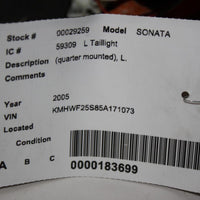 Stock # 00029259 Model SONATA
IC # 59309 L Taillight
Description (quarter mounted), L.
Comments
Year 2005
VIN KMHWF25S85A171073
Located
Condition
A B C 0000183699